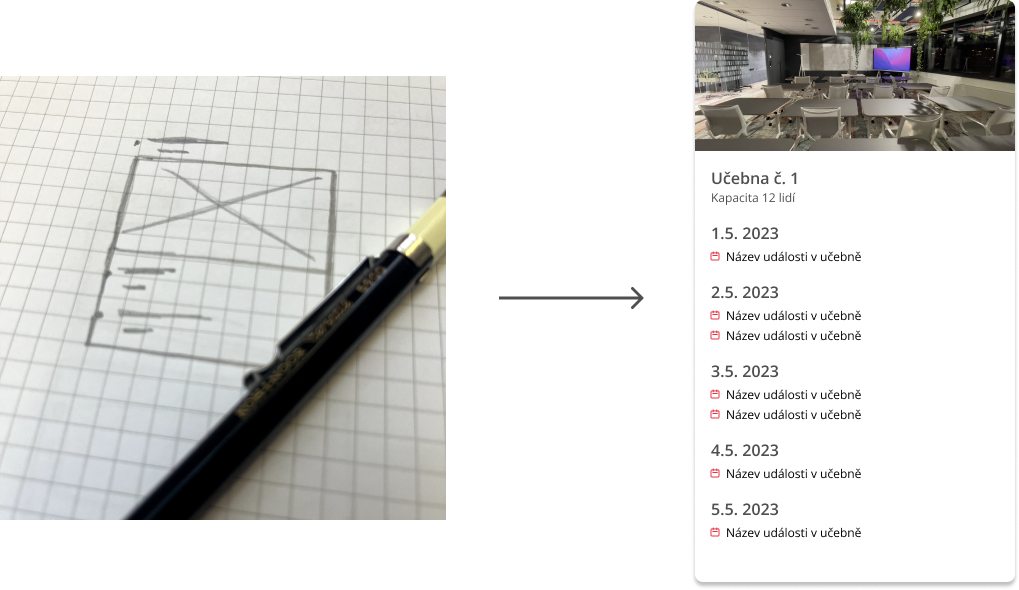 Učebna č. 1
Kapacita 12 lidí
1.5. 2023
Název události v učebně
2.5. 2023
Název události v učebně
Název události v učebně
3.5. 2023
Název události v učebně
Název události v učebně
4.5. 2023
Název události v učebně
5.5. 2023
Název události v učebně